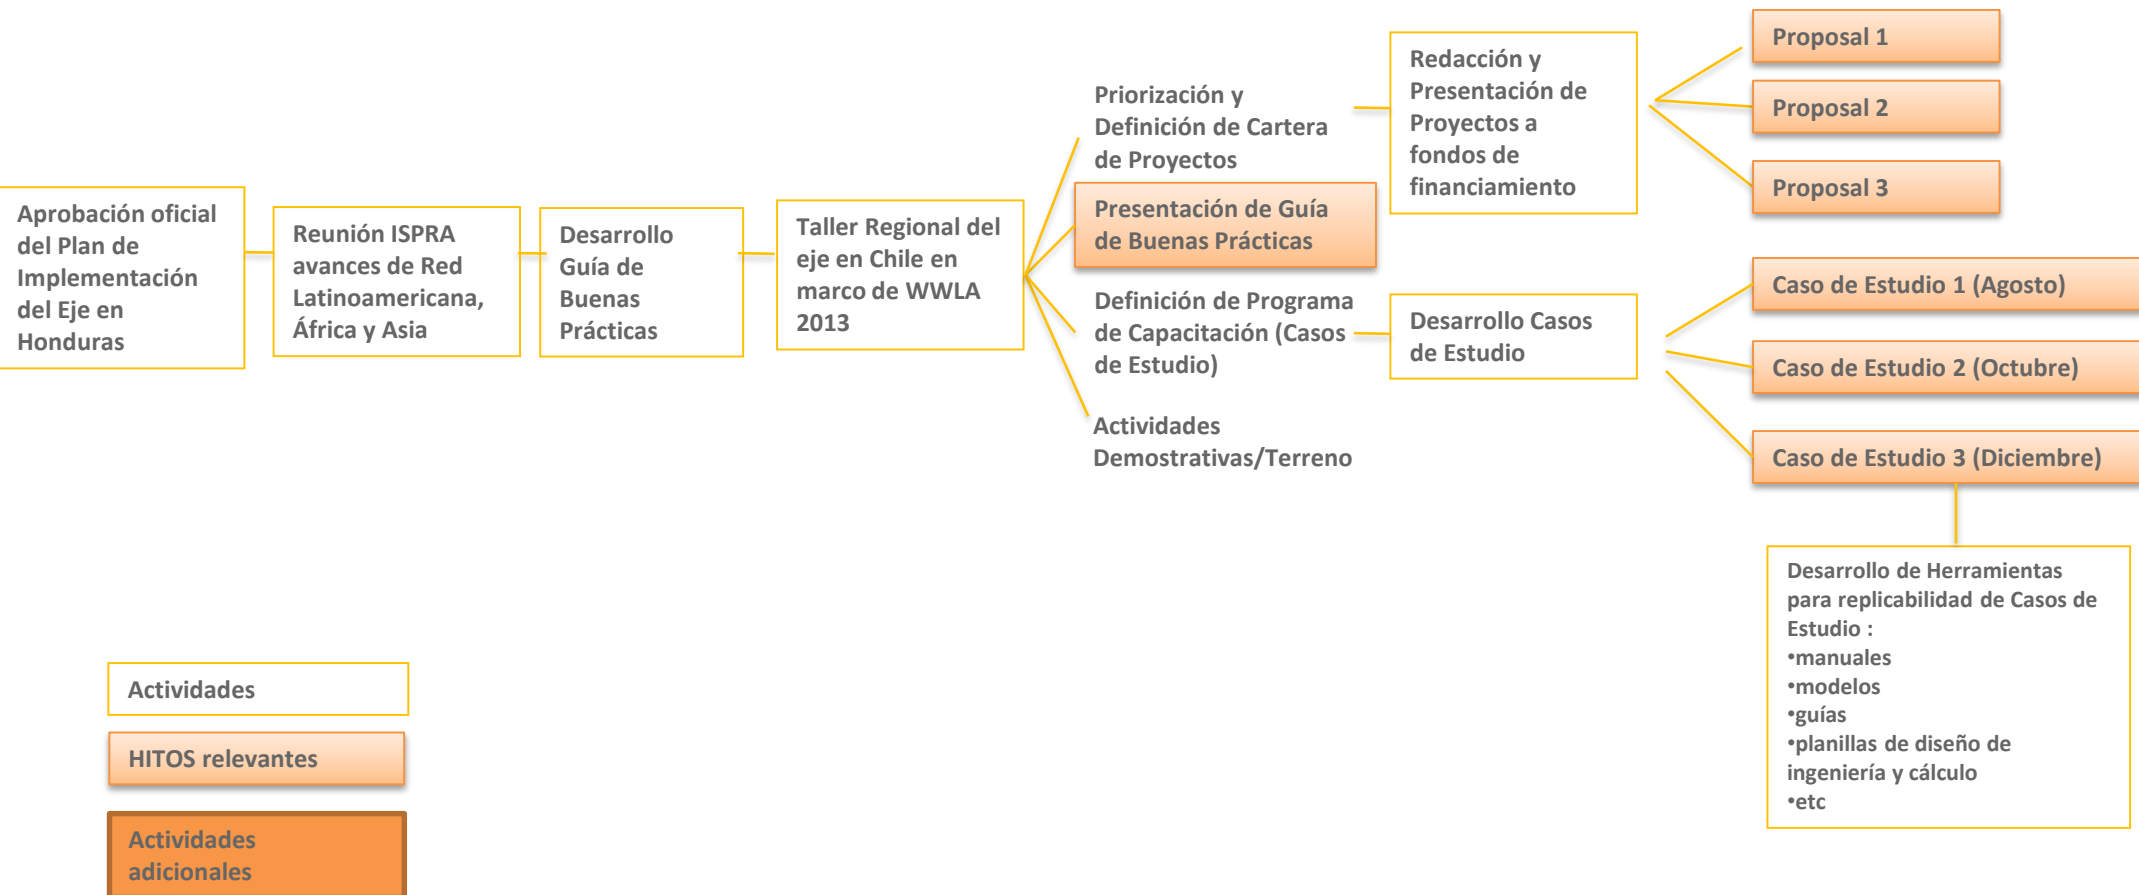 Aprobación oficial
del Plan de
Implementación
del Eje en
Honduras
Reunión ISPRA
avances de Red
Latinoamericana,
África y Asia
Desarrollo
Guía de
Buenas
Prácticas
Taller Regional del
eje en Chile en
marco de WWLA
2013
Priorización y
Definición de Cartera
de Proyectos
Presentación de Guía
de Buenas Prácticas
Definición de Programa
de Capacitación (Casos
de Estudio)
Actividades
Demostrativas/Terreno
Redacción y
Presentación de
Proyectos a
fondos de
financiamiento
Desarrollo Casos
de Estudio
Proposal 1
Proposal 2
Proposal 3
Caso de Estudio 1 (Agosto)
Caso de Estudio 2 (Octubre)
Caso de Estudio 3 (Diciembre)
Desarrollo de Herramientas
para replicabilidad de Casos de
Estudio :
•manuales
•modelos
•guías
•planillas de diseño de
ingeniería y cálculo
•etc
Actividades
HITOS relevantes
Actividades
adicionales